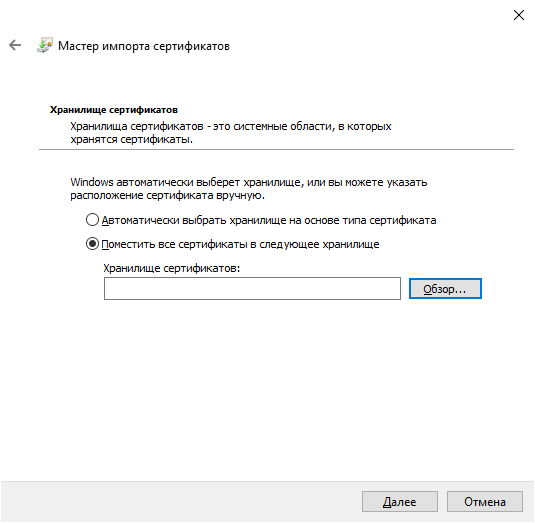 Мастер импорта сертификатов
Хранилище сертификатов
Хранилища сертификатов - это системные области, в которых
хранятся сертификаты.
Windows автоматически выберет хранилище, или вы можете указать
расположение сертификата вручную.
Автоматически выбрать хранилище на основе типа сертификата
Поместить все сертификаты в следующее хранилище
Хранилище сертификатов:
Обзор...
Далее
Отмена